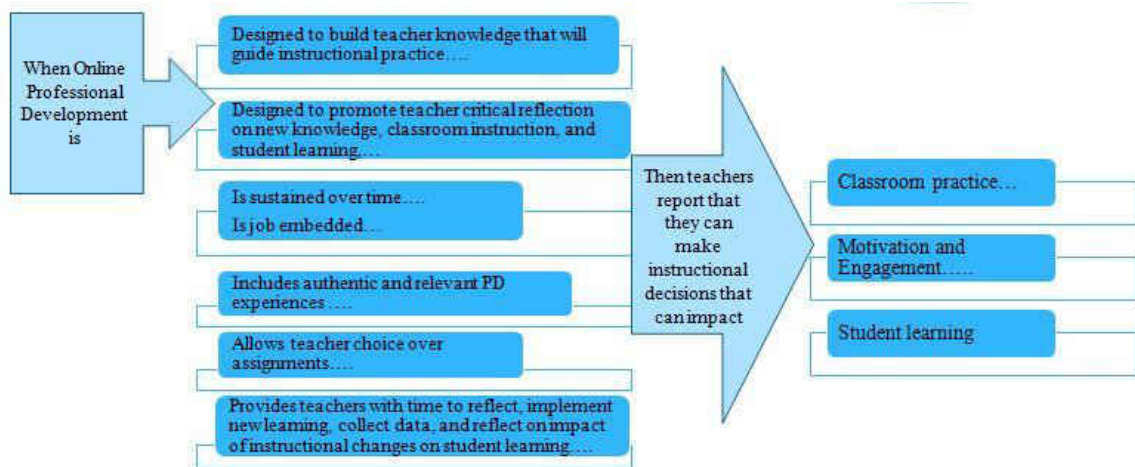 When Online
Professional
Development
is
Designed to build teacher knowledge that will
guide instructional practice….
Designed to promote teacher critical reflection
on new knowledge, classroom instruction, and
student learning….
Is sustained over time….
Is job embedded…
Includes authentic and relevant PD
experiences ….
Allows teacher choice over
assignments….
Provides teachers with time to reflect, implement
new learning, collect data, and reflect on impact
of instructional changes on student learning….
Then teachers
report that
they can
make
instructional
decisions that
can impact
Classroom practice…
Motivation and
Engagement…..
Student learning